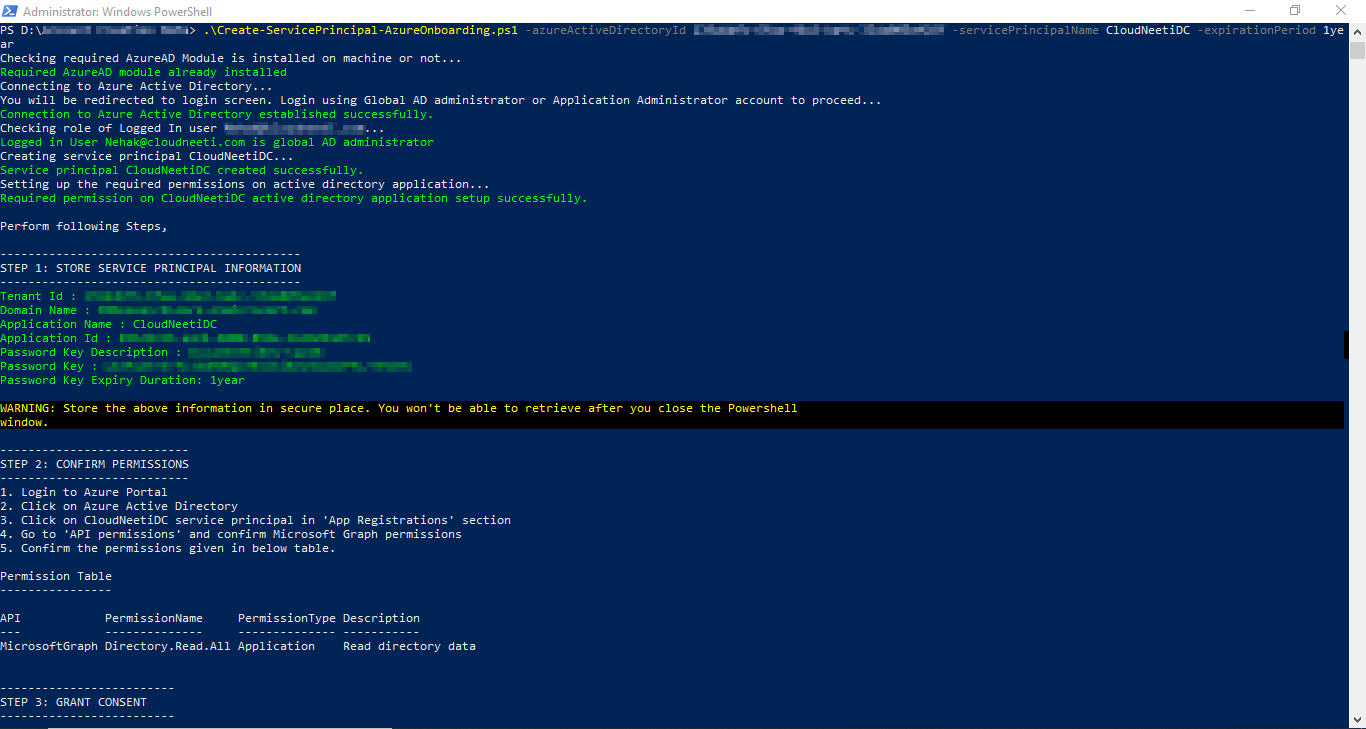 Administrator: Windows PowerShell
PS D:\ > .\Create-ServicePrincipal-AzureOnboarding.ps1 -azureActiveDirectoryId -servicePrincipalName CloudNeetiDC -expirationPeriod 1ye
ar
Checking required AzureAD Module is installed on machine or not...
Required AzureAD module already installed
Connecting to Azure Active Directory...
You will be redirected to login screen. Login using Global AD administrator or Application Administrator account to proceed...
Connection to Azure Active Directory established successfully.
Checking role of Logged In user ...
Logged in User Nehak@cloudneeti.com is global AD administrator
Creating service principal CloudNeetiDC...
Service principal CloudNeetiDC created successfully.
Setting up the required permissions on active directory application...
Required permission on CloudNeetiDC active directory application setup successfully.
Perform following Steps,
-------------------------------------------
STEP 1: STORE SERVICE PRINCIPAL INFORMATION
-------------------------------------------
Tenant Id :
Domain Name :
Application Name : CloudNeetiDC
Application Id :
Password Key Description :
Password Key :
Password Key Expiry Duration: 1year
WARNING: Store the above information in secure place. You won't be able to retrieve after you close the Powershell
window.
---------------------------
STEP 2: CONFIRM PERMISSIONS
---------------------------
1. Login to Azure Portal
2. Click on Azure Active Directory
3. Click on CloudNeetiDC service principal in 'App Registrations' section
4. Go to 'API permissions' and confirm Microsoft Graph permissions
5. Confirm the permissions given in below table.
Permission Table
----------------
API PermissionName PermissionType Description
--- -------------- -------------- -----------
MicrosoftGraph Directory.Read.All Application Read directory data
-------------------------
STEP 3: GRANT CONSENT
-------------------------